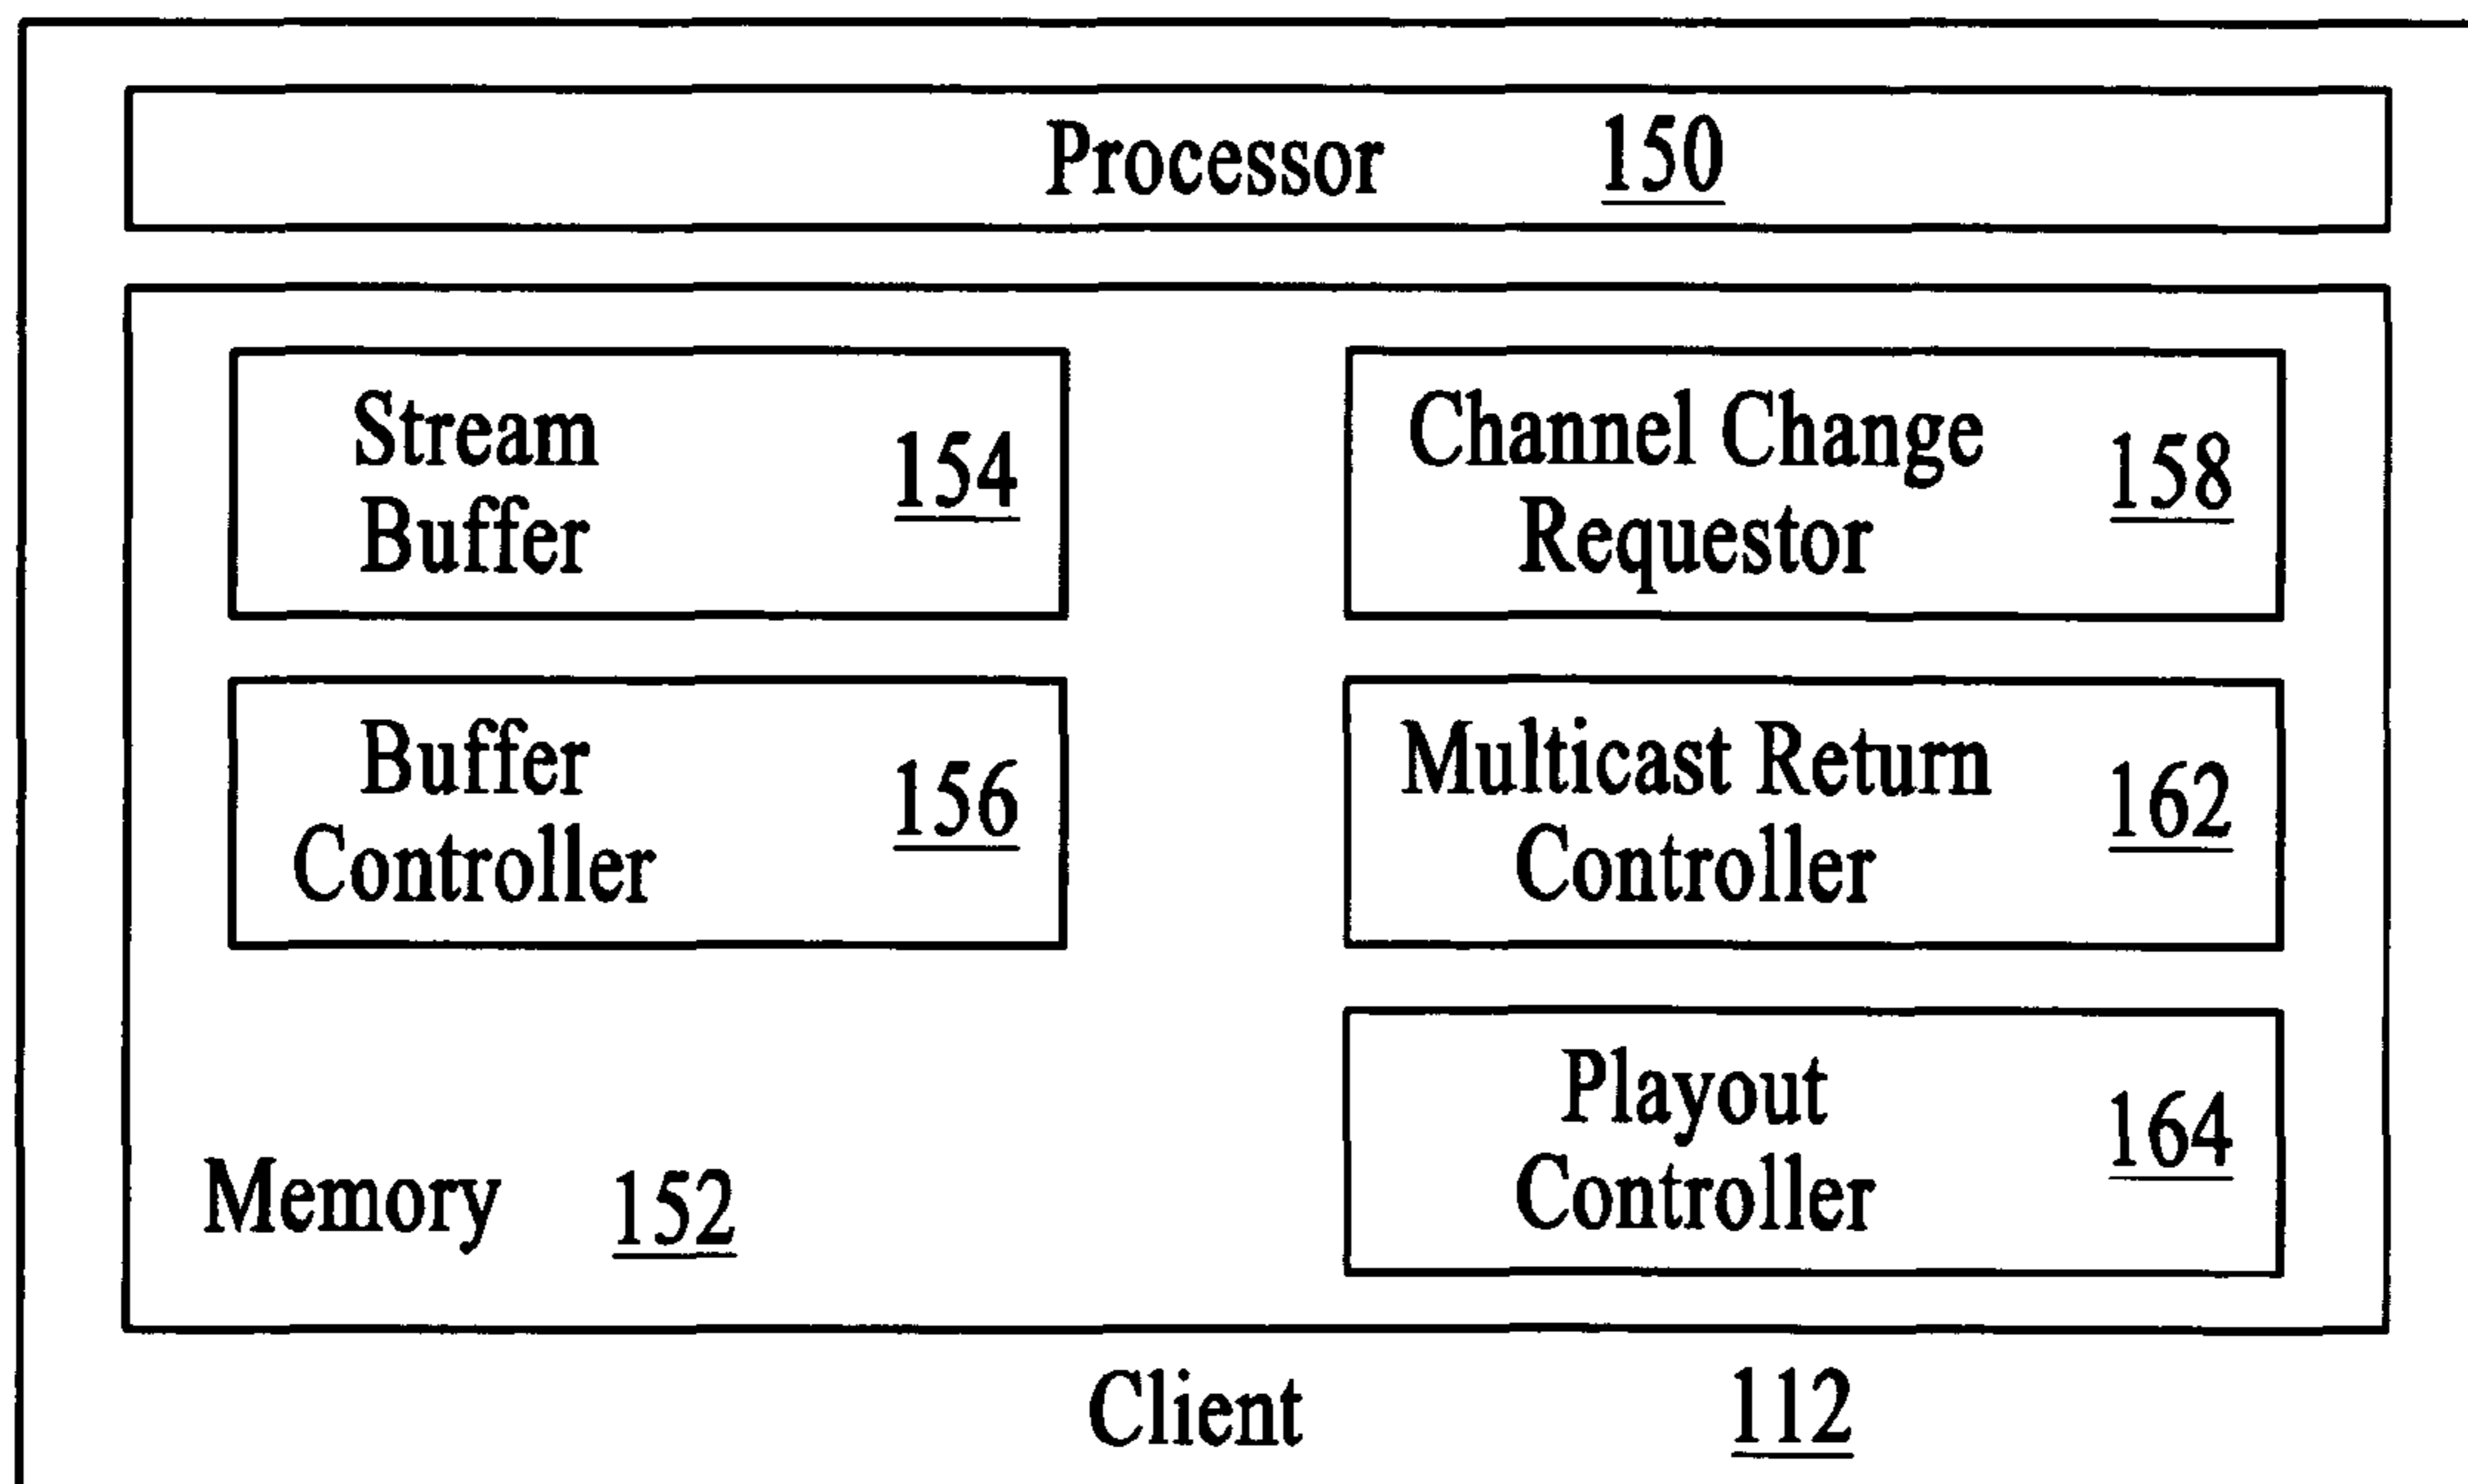 Processor 150
Stream
Buffer 154
Channel Change
Requestor 158
Buffer
Controller 156
Multicast Return
Controller 162
Playout
Controller 164
Memory 152
Client 112